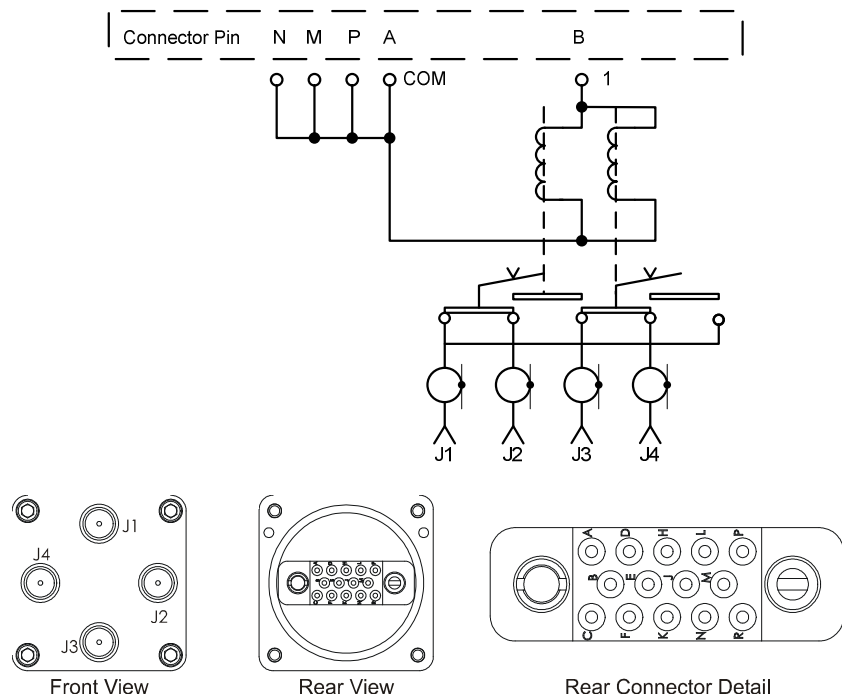 Connector Pin N M P A B
COM 1
J1 J2 J3 J4
J1
J4
J2
J3
A D H L P
B E J M
C F K N R
Front View Rear View Rear Connector Detail